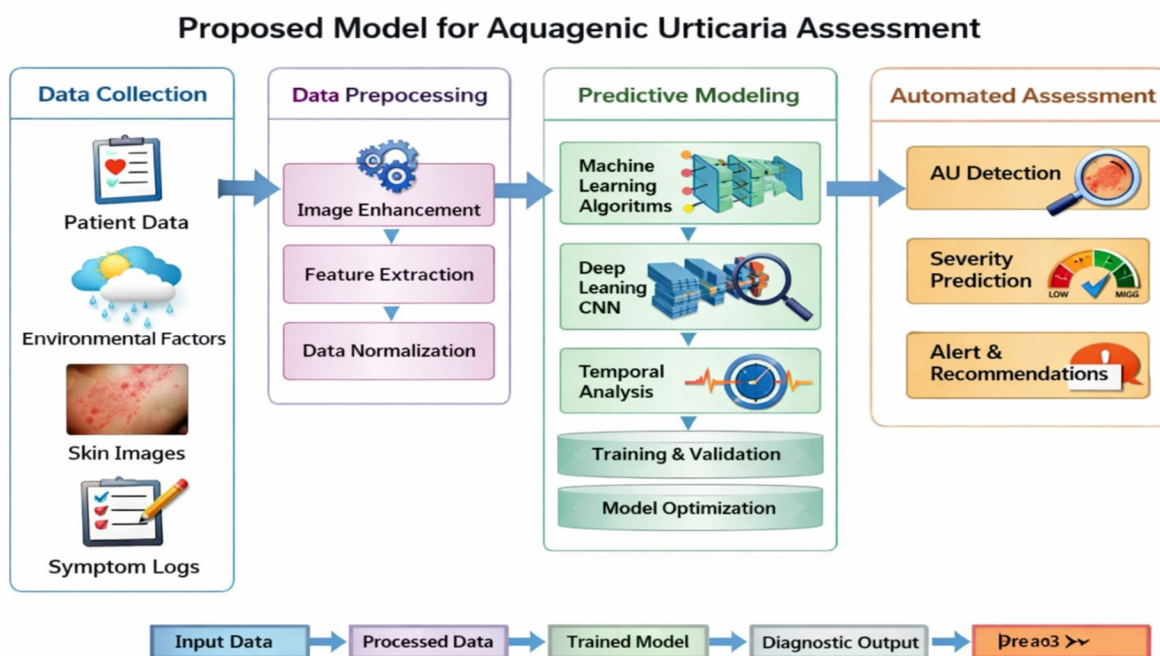 Proposed Model for Aquagenic Urticaria Assessment
Data Collection
Patient Data
Environmental Factors
Skin Images
Symptom Logs
Data Prepocessing
Image Enhancement
Feature Extraction
Data Normalization
Predictive Modeling
Machine
Learning
Algoritıms
Deep
Leaning
CNN
Temporal
Analysis
Training & Validation
Model Optimization
Automated Assessment
AU Detection
Severity
Prediction
LOW
MIGG
Alert &
Recommendations
!
Input Data
Processed Data
Trained Model
Diagnostic Output